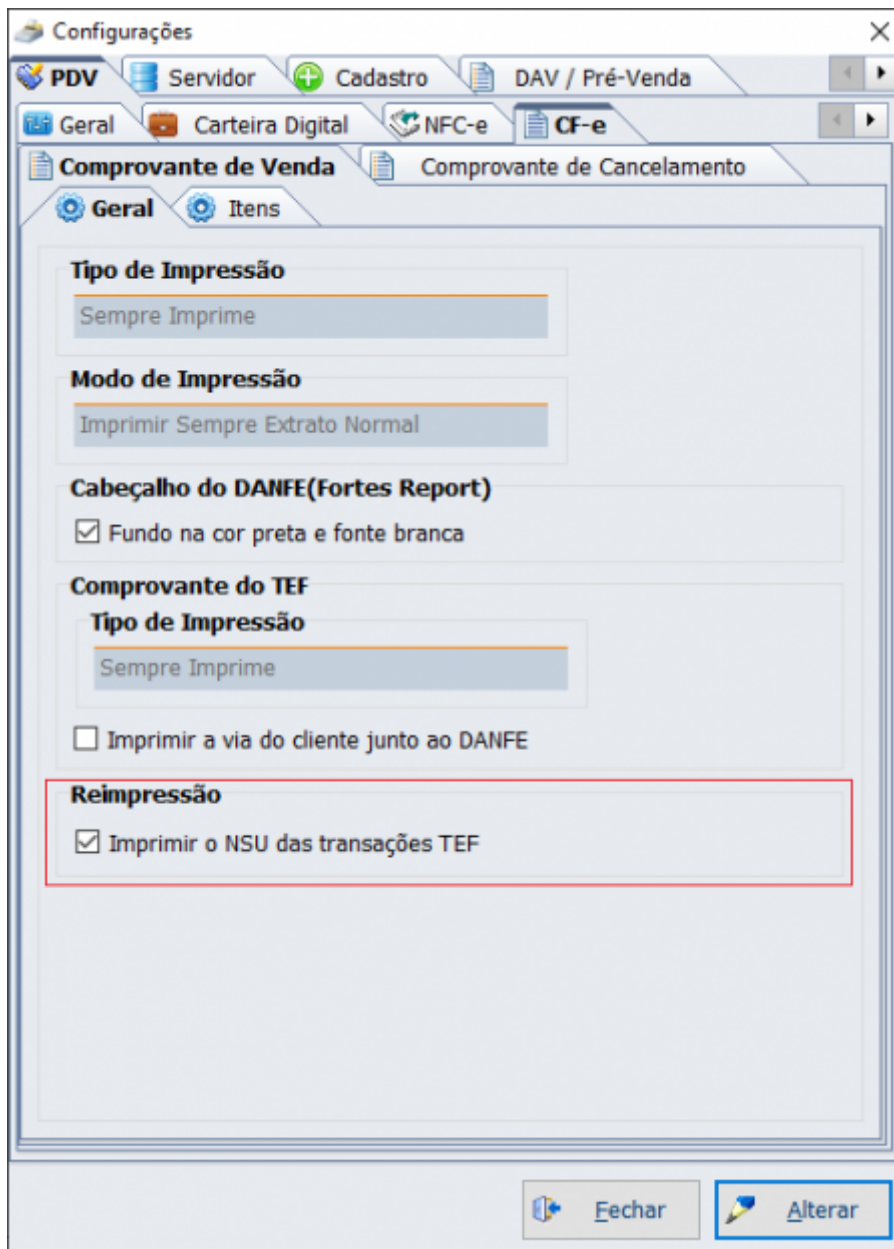 Configurações
PDV Servidor Cadastro DAV / Pré-Venda
Geral Carteira Digital NFC-e CF-e
Comprovante de Venda Comprovante de Cancelamento
Geral Itens
Tipo de Impressão
Sempre Imprime
Modo de Impressão
Imprimir Sempre Extrato Normal
Cabeçalho do DANFE(Fortes Report)
Fundo na cor preta e fonte branca
Comprovante do TEF
Tipo de Impressão
Sempre Imprime
Imprimir a via do cliente junto ao DANFE
Reimpressão
Imprimir o NSU das transações TEF
Fechar Alterar